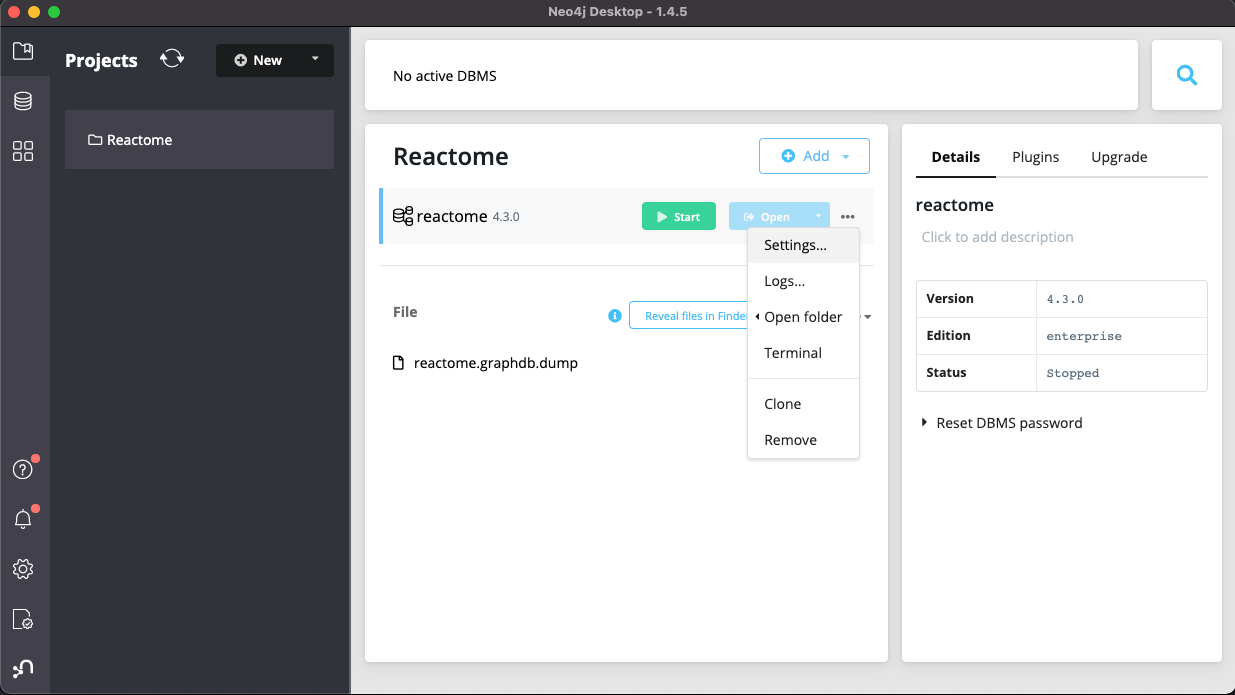 Neo4j Desktop - 1.4.5
Projects
New
Reactome
No active DBMS
Reactome
Add
reactome 4.3.0
Start
Open
Settings...
Logs...
Open folder
Terminal
Clone
Remove
File
Reveal files in Finder
reactome.graphdb.dump
Details
Plugins
Upgrade
reactome
Click to add description
Version 4.3.0
Edition enterprise
Status Stopped
Reset DBMS password